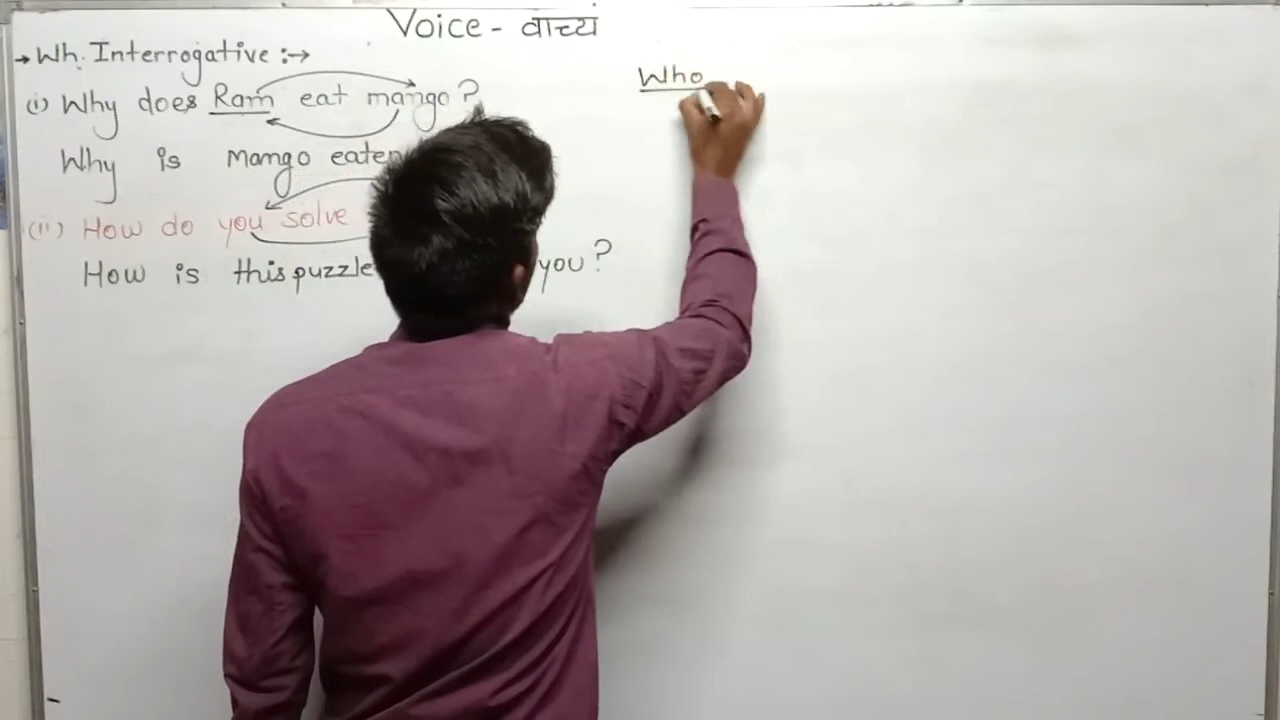 Voice - वाच्यं
→ Wh. Interrogative :→
(i) Why does Ram eat mango?
Why is mango eaten
(ii) How do you solve
How is this puzzle you?
Who